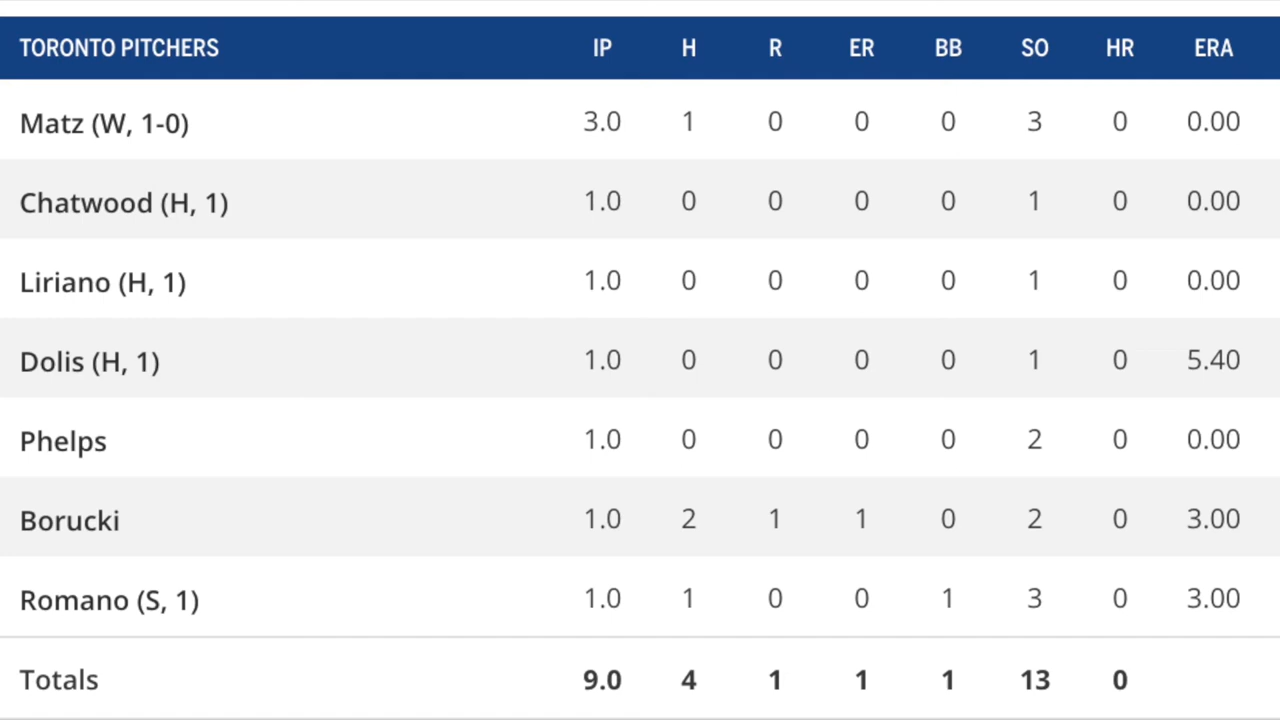 TORONTO PITCHERS IP H R ER BB SO HR ERA
Matz (W, 1-0) 3.0 1 0 0 0 3 0 0.00
Chatwood (H, 1) 1.0 0 0 0 0 1 0 0.00
Liriano (H, 1) 1.0 0 0 0 0 1 0 0.00
Dolis (H, 1) 1.0 0 0 0 0 1 0 5.40
Phelps 1.0 0 0 0 0 2 0 0.00
Borucki 1.0 2 1 1 0 2 0 3.00
Romano (S, 1) 1.0 1 0 0 1 3 0 3.00
Totals 9.0 4 1 1 1 13 0